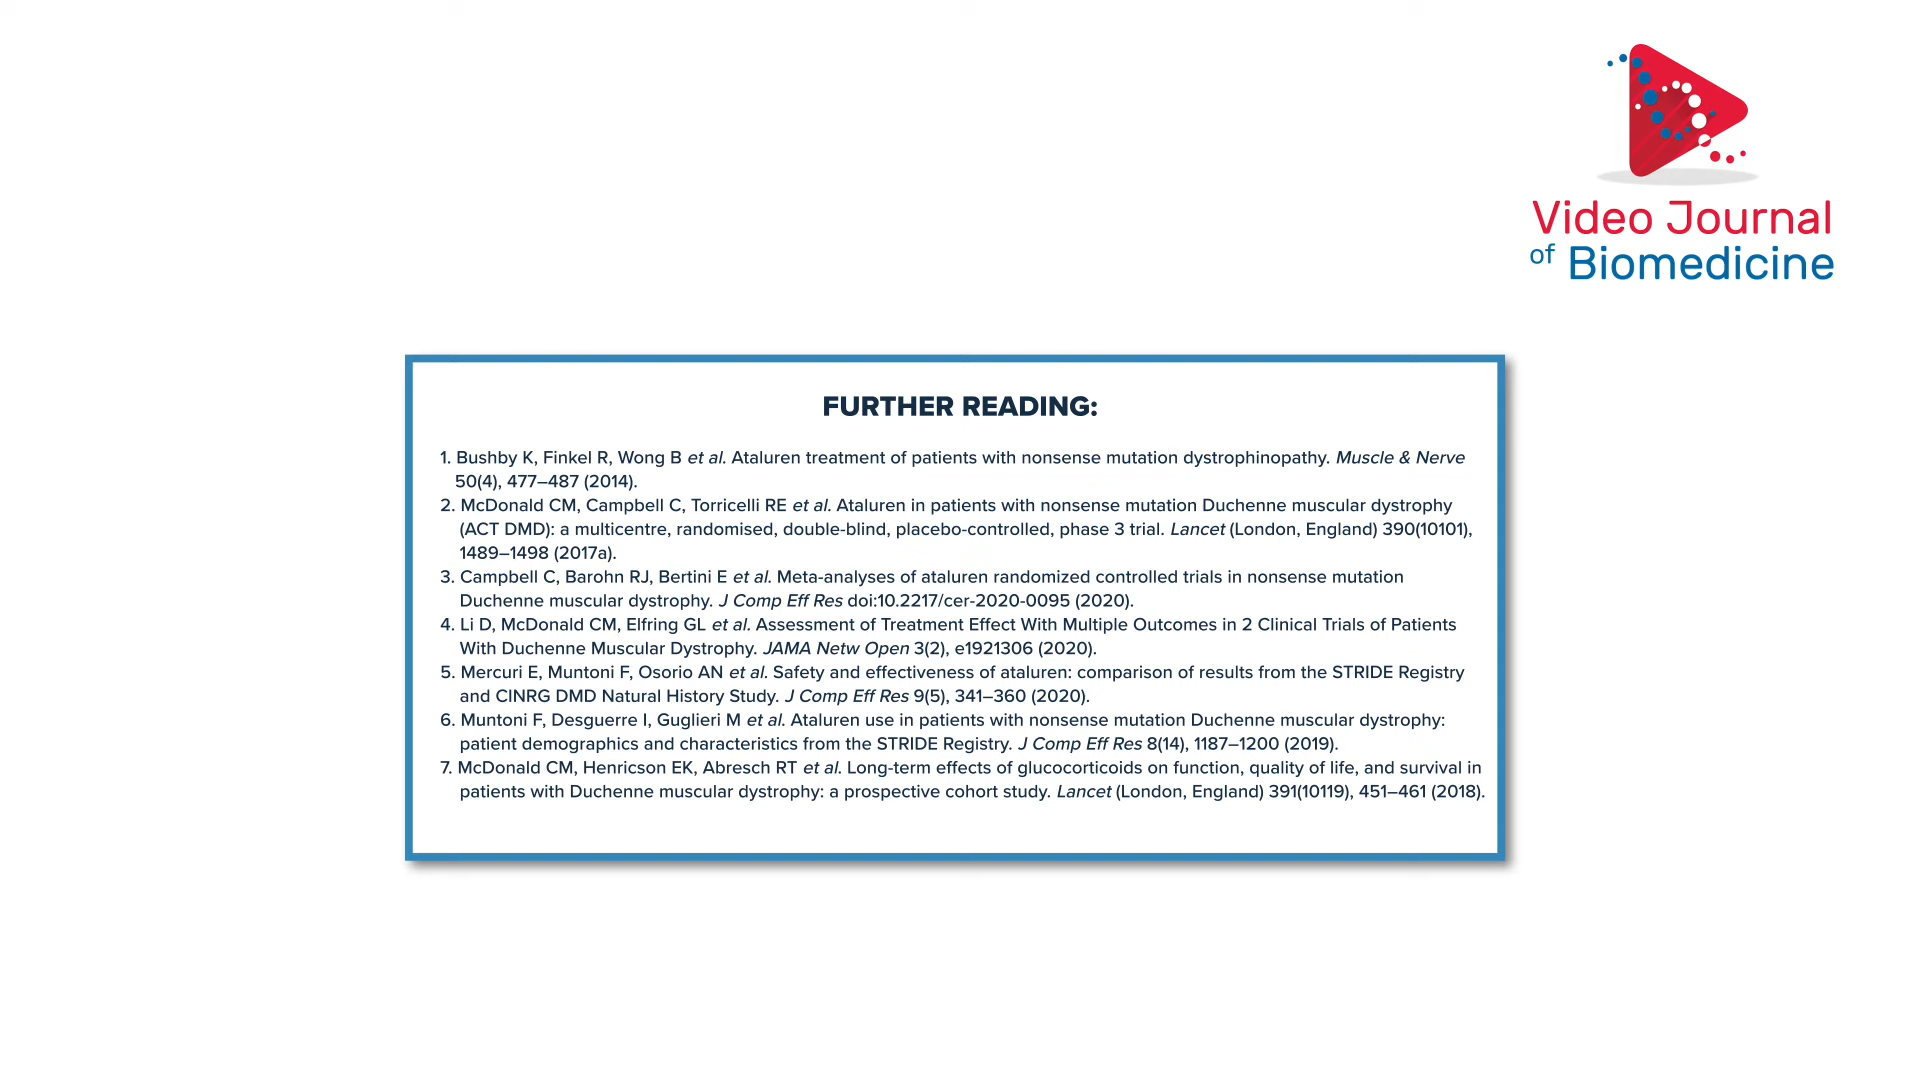 Video Journal
of Biomedicine
FURTHER READING:
1. Bushby K, Finkel R, Wong B et al. Ataluren treatment of patients with nonsense mutation dystrophinopathy. Muscle & Nerve
50(4), 477–487 (2014).
2. McDonald CM, Campbell C, Torricelli RE et al. Ataluren in patients with nonsense mutation Duchenne muscular dystrophy
(ACT DMD): a multicentre, randomised, double-blind, placebo-controlled, phase 3 trial. Lancet (London, England) 390(10101),
1489–1498 (2017a).
3. Campbell C, Barohn RJ, Bertini E et al. Meta-analyses of ataluren randomized controlled trials in nonsense mutation
Duchenne muscular dystrophy. J Comp Eff Res doi:10.2217/cer-2020-0095 (2020).
4. Li D, McDonald CM, Elfring GL et al. Assessment of Treatment Effect With Multiple Outcomes in 2 Clinical Trials of Patients
With Duchenne Muscular Dystrophy. JAMA Netw Open 3(2), e1921306 (2020).
5. Mercuri E, Muntoni F, Osorio AN et al. Safety and effectiveness of ataluren: comparison of results from the STRIDE Registry
and CINRG DMD Natural History Study. J Comp Eff Res 9(5), 341–360 (2020).
6. Muntoni F, Desguerre I, Guglieri M et al. Ataluren use in patients with nonsense mutation Duchenne muscular dystrophy:
patient demographics and characteristics from the STRIDE Registry. J Comp Eff Res 8(14), 1187–1200 (2019).
7. McDonald CM, Henricson EK, Abresch RT et al. Long-term effects of glucocorticoids on function, quality of life, and survival in
patients with Duchenne muscular dystrophy: a prospective cohort study. Lancet (London, England) 391(10119), 451–461 (2018).